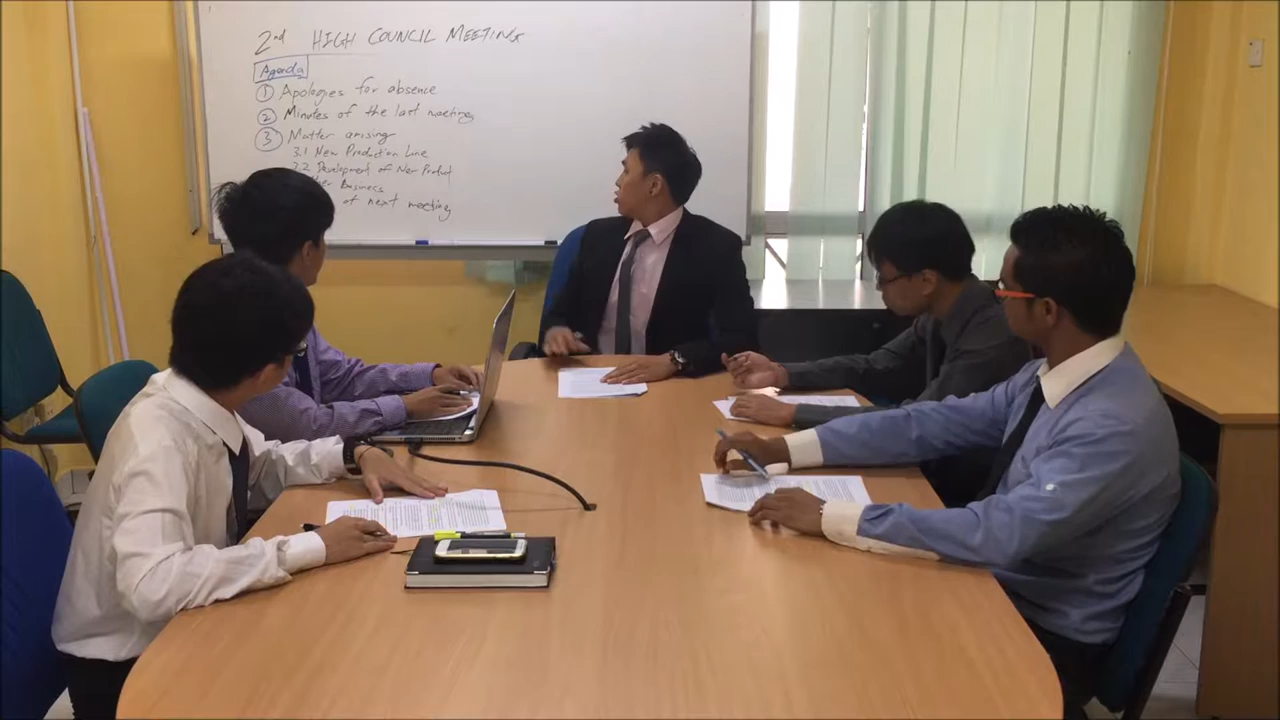 2nd HIGH COUNCIL MEETING
Agenda
1 Apologies for absence
2 Minutes of the last meeting
3 Matter arising
3.1 New Production Line
3.2 Development of New Product
Business
of next meeting